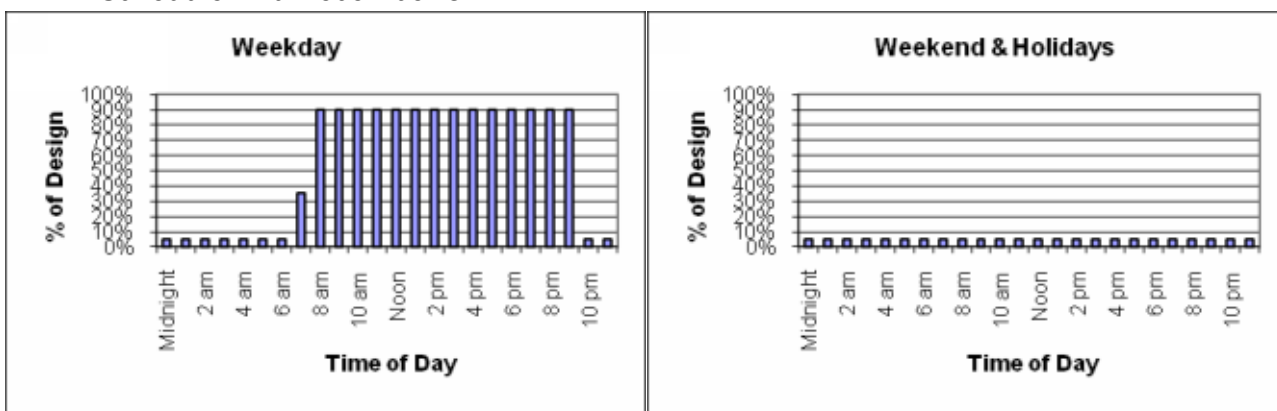 Weekday
100%
90%
80%
70%
60%
50%
40%
30%
20%
10%
0%
% of Design
Midnight
2 am
4 am
6 am
8 am
10 am
Noon
2 pm
4 pm
6 pm
8 pm
10 pm
Time of Day
Weekend & Holidays
100%
90%
80%
70%
60%
50%
40%
30%
20%
10%
0%
% of Design
Midnight
2 am
4 am
6 am
8 am
10 am
Noon
2 pm
4 pm
6 pm
8 pm
10 pm
Time of Day